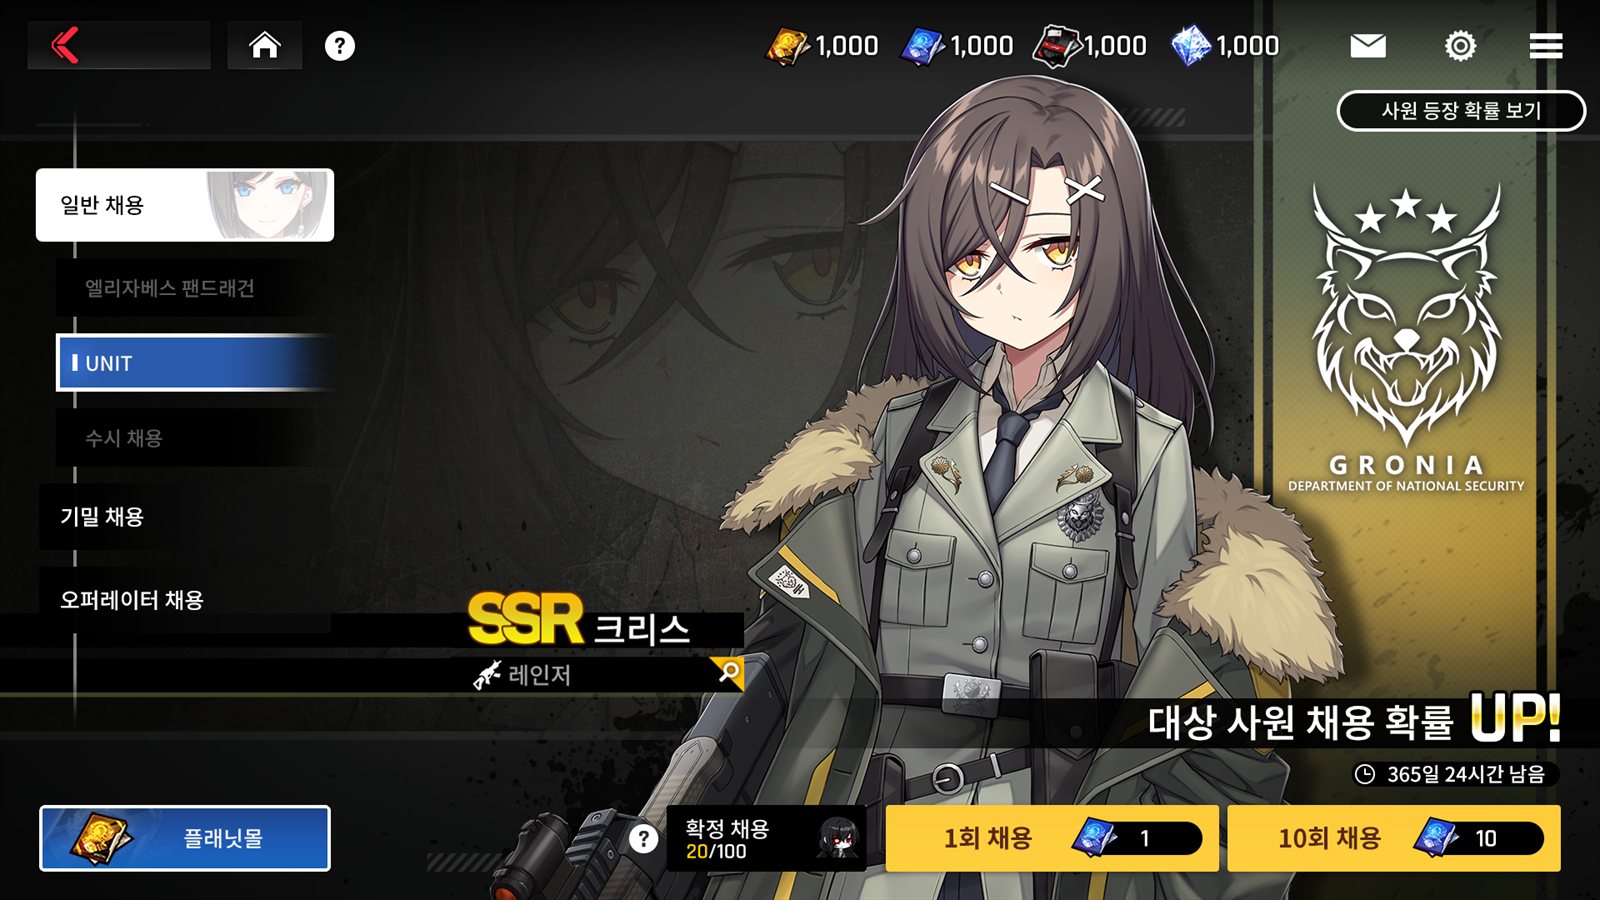 ?
1,000
1,000
1,000
1,000
사원 등장 확률 보기
일반 채용
엘리자베스 팬드래건
UNIT
수시 채용
기밀 채용
오퍼레이터 채용
GRONIA
DEPARTMENT OF NATIONAL SECURITY
SSR 크리스
레인저
대상 사원 채용 확률 UP!
365일 24시간 남음
플래닛몰
?
확정 채용
20/100
1회 채용 1
10회 채용 10